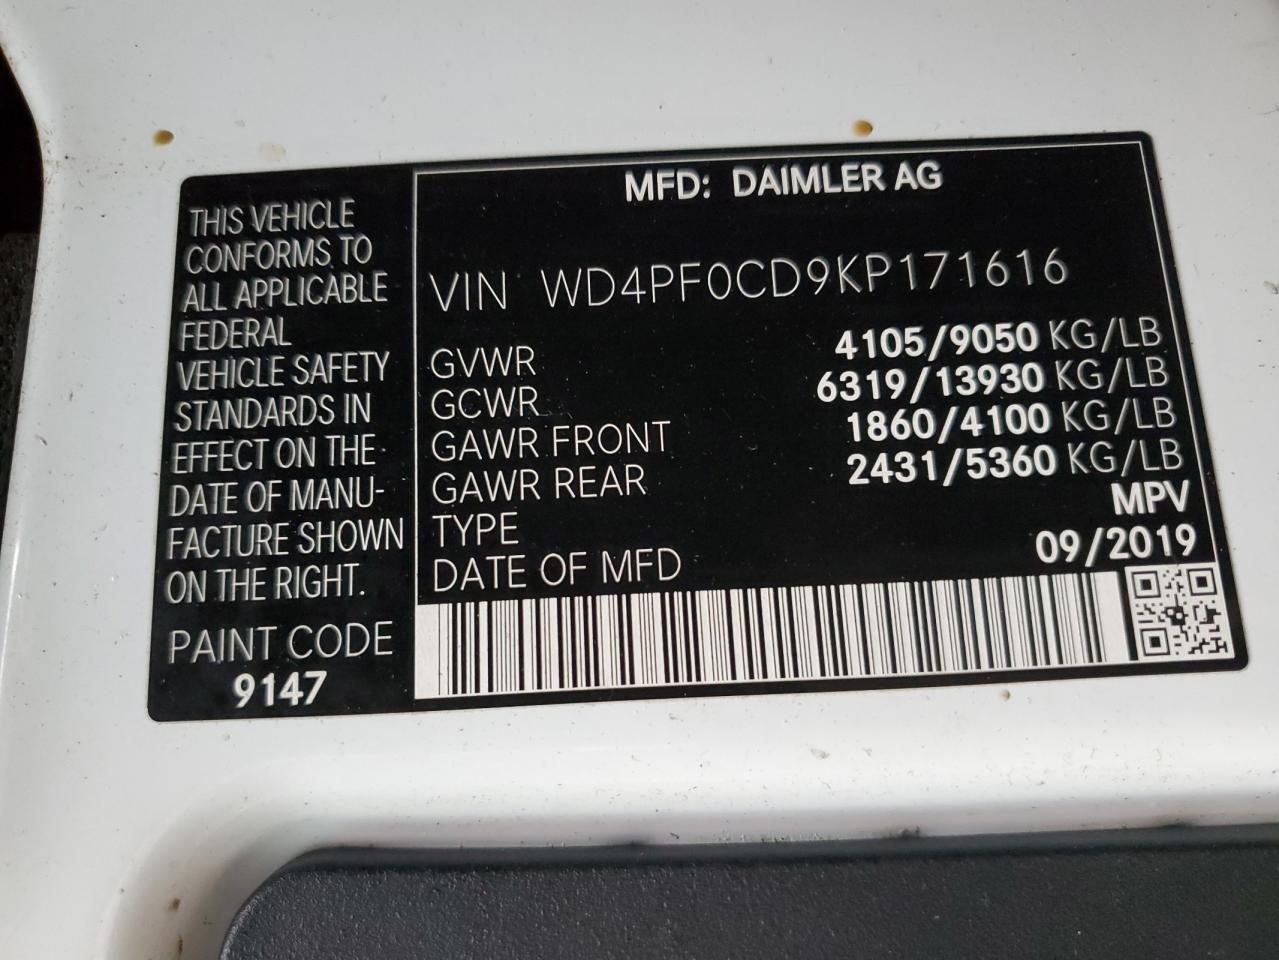 THIS VEHICLE
CONFORMS TO
ALL APPLICABLE
FEDERAL
VEHICLE SAFETY
STANDARDS IN
EFFECT ON THE
DATE OF MANU-
FACTURE SHOWN
ON THE RIGHT.
PAINT CODE
9147
MFD: DAIMLER AG
VIN WD4PF0CD9KP171616
GVWR 4105/9050 KG/LB
GCWR 6319/13930 KG/LB
GAWR FRONT 1860/4100 KG/LB
GAWR REAR 2431/5360 KG/LB
TYPE MPV
DATE OF MFD 09/2019